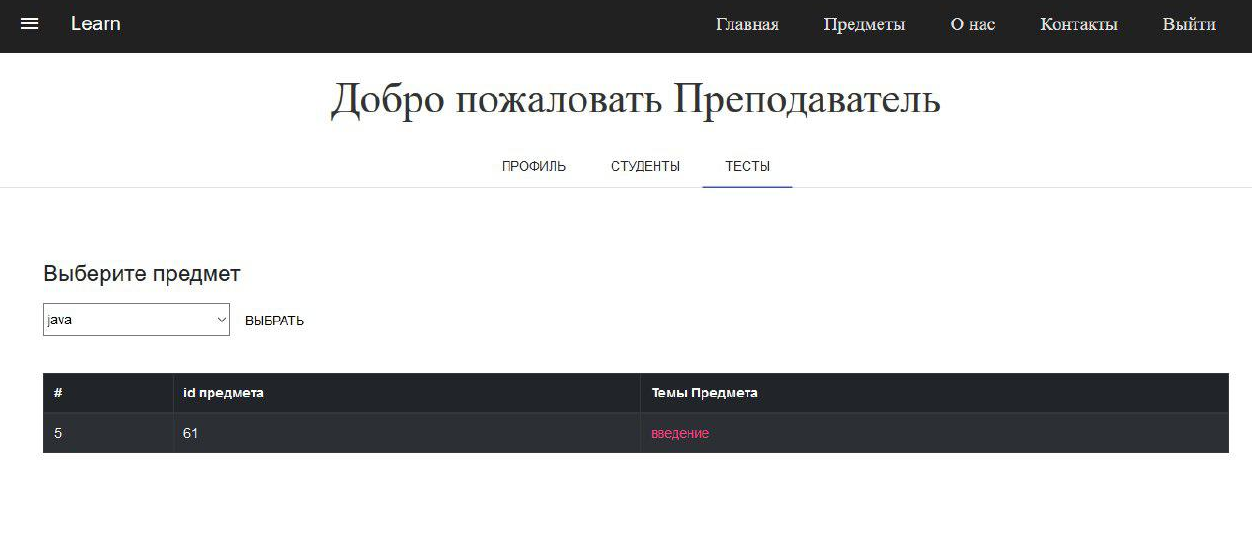 Learn Главная Предметы О нас Контакты Выйти
Добро пожаловать Преподаватель
ПРОФИЛЬ СТУДЕНТЫ ТЕСТЫ
Выберите предмет
java ВЫБРАТЬ
# id предмета Темы Предмета
5 61 введение